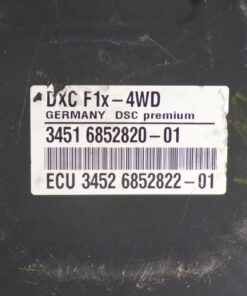 DXC F1x-4WD
GERMANY DSC premium
3451 6852820-01
ECU 3452 6852822-01